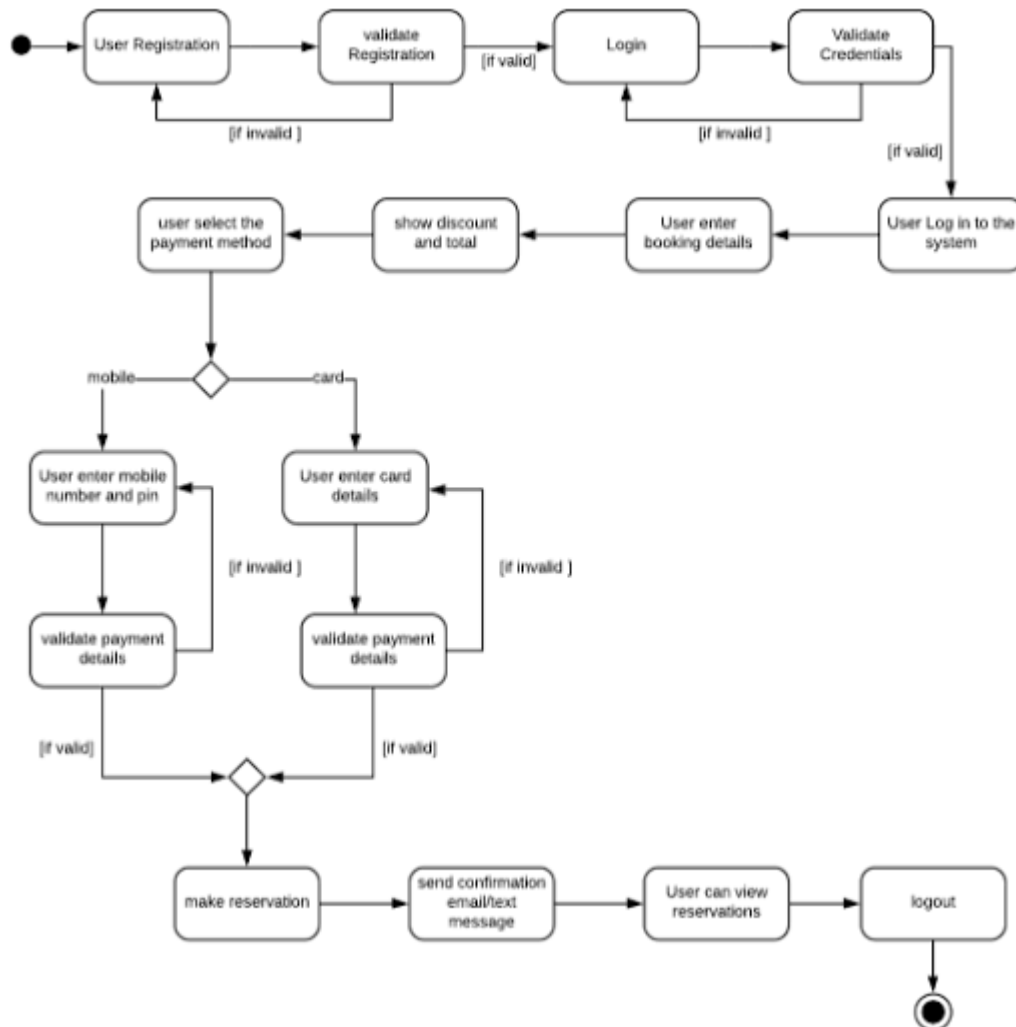 User Registration
validate
Registration
[if valid]
Login
Validate
Credentials
[if invalid ]
[if invalid ]
[if valid]
user select the
payment method
show discount
and total
User enter
booking details
User Log in to the
system
mobile
card
User enter mobile
number and pin
User enter card
details
[if invalid ]
[if invalid ]
validate payment
details
validate payment
details
[if valid]
[if valid]
make reservation
send confirmation
email/text
message
User can view
reservations
logout